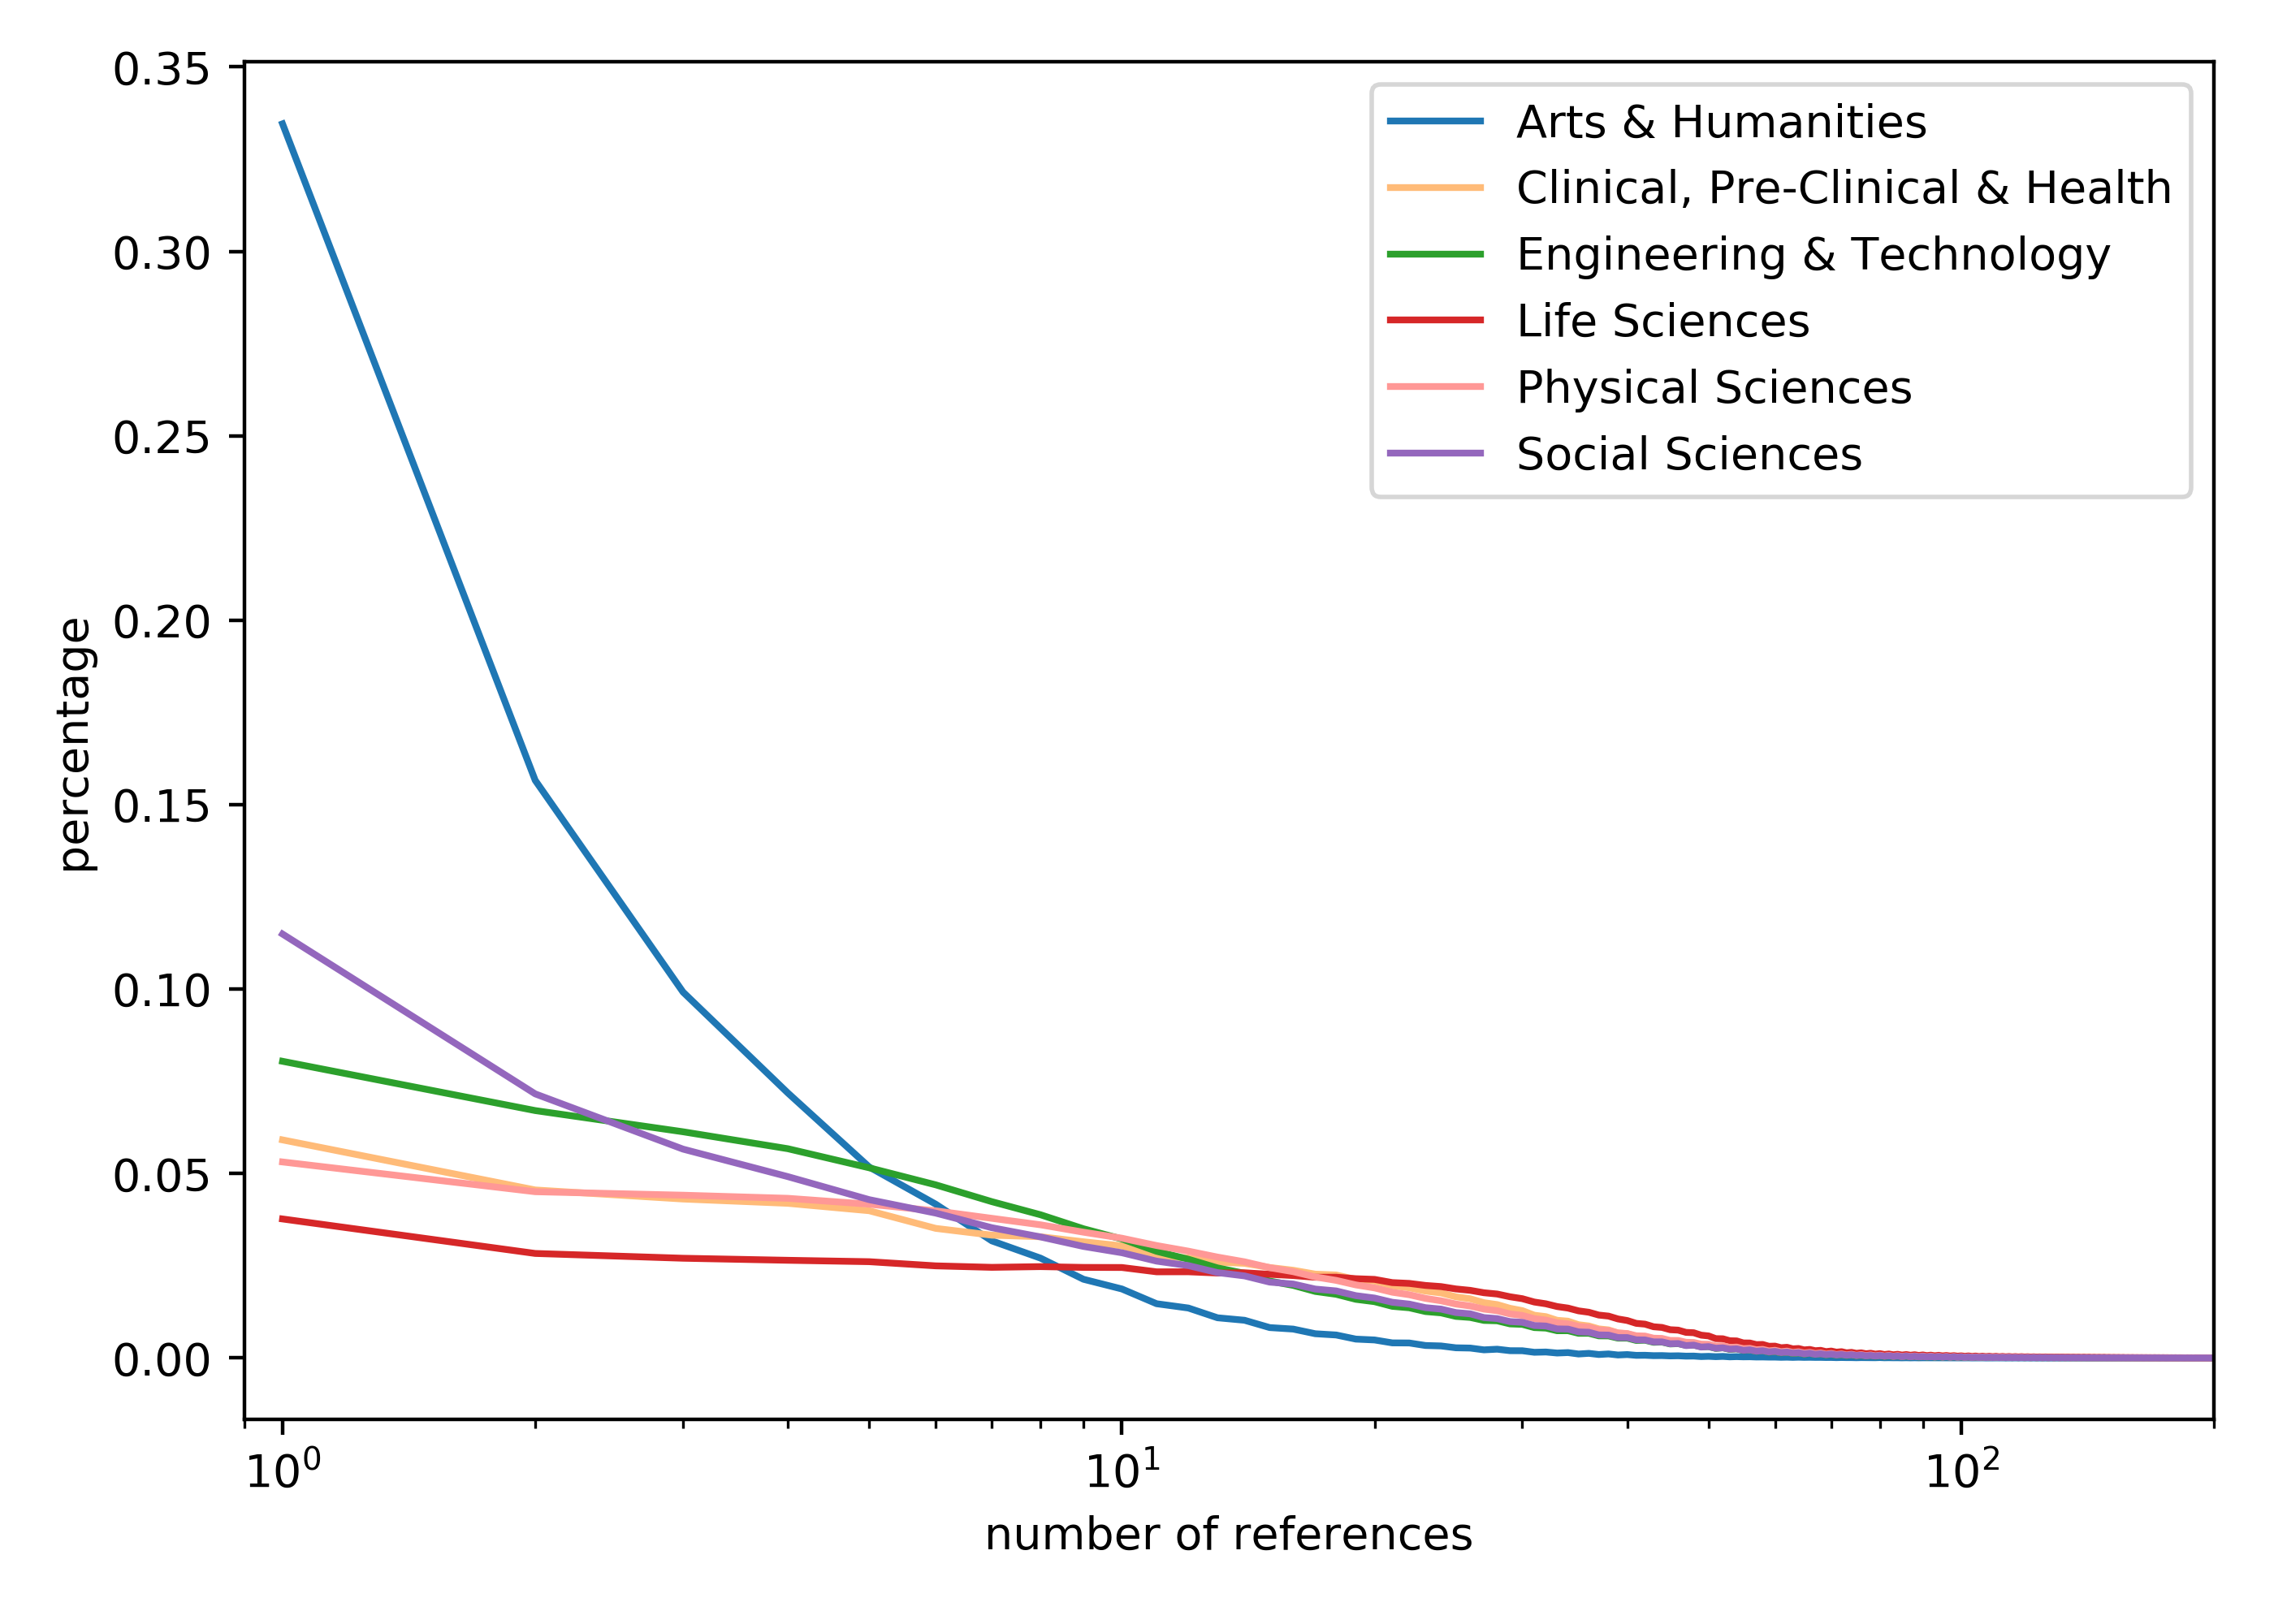 0.35
0.30
0.25
0.20
0.15
0.10
0.05
0.00
percentage
10⁰
10¹
10²
number of references
Arts & Humanities
Clinical, Pre-Clinical & Health
Engineering & Technology
Life Sciences
Physical Sciences
Social Sciences